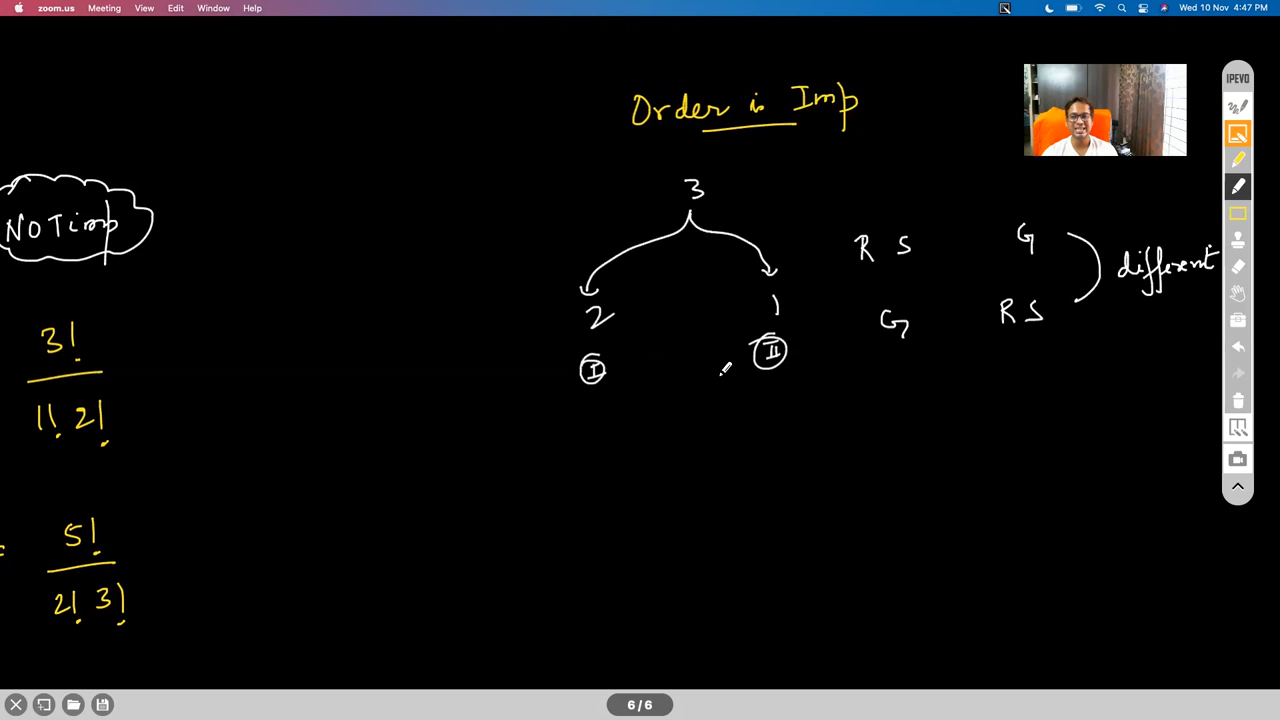 zoom.us Meeting View Edit Window Help Wed 10 Nov 4:47 PM
IPEVO
Order is Imp
NOT imp
3
R S G
different
2 1
G R S
I II
3!
1! 2!
5!
2! 3!
6 / 6